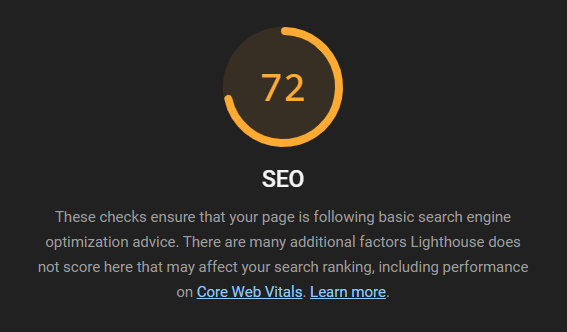 72
SEO
These checks ensure that your page is following basic search engine
optimization advice. There are many additional factors Lighthouse does
not score here that may affect your search ranking, including performance
on Core Web Vitals. Learn more.